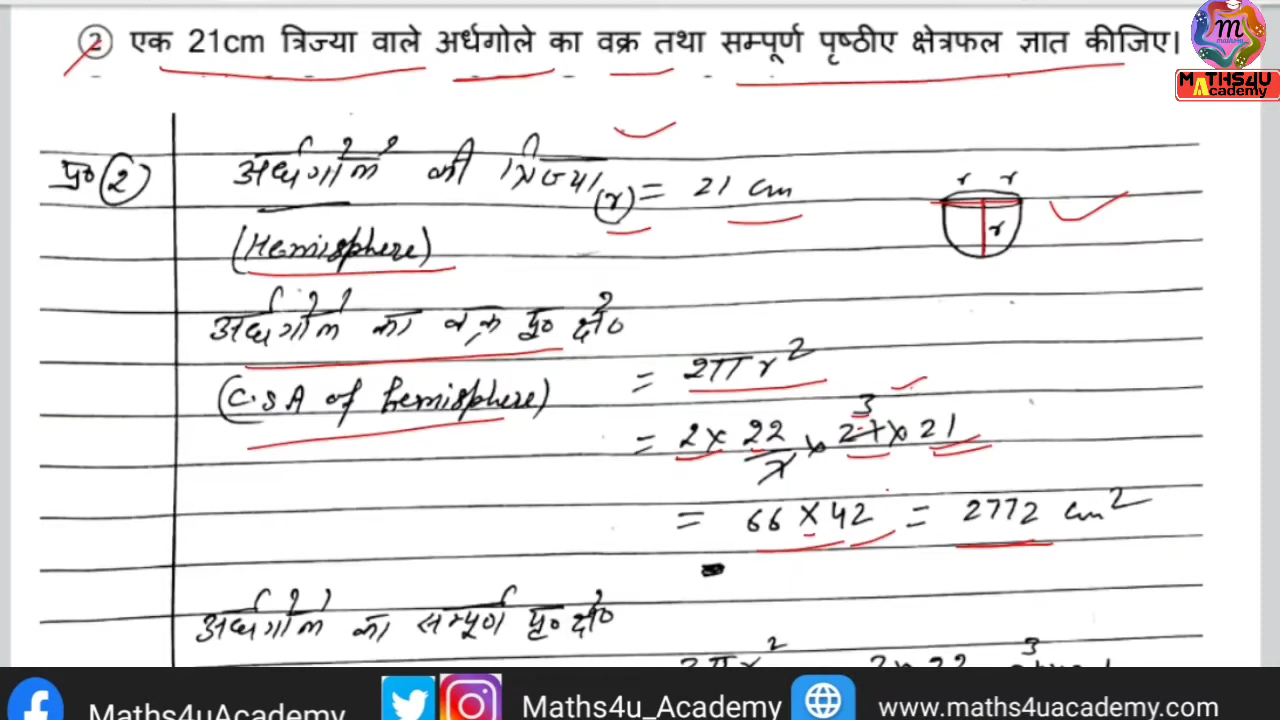 ② एक 21cm त्रिज्या वाले अर्धगोले का वक्र तथा सम्पूर्ण पृष्ठीए क्षेत्रफल ज्ञात कीजिए।
m
MATHS4U
Academy
प्र० ② अर्धगोले की त्रिज्या (r) = 21 cm
r r
r
(Hemisphere)
अर्धगोले का वक्र पृ० क्षे०
(C.S.A of hemisphere) = 2πr²
= 2 × 22/7 × 21 × 21
3
= 66 × 42 = 2772 cm²
अर्धगोले का सम्पूर्ण पृ० क्षे०
Maths4uAcademy Maths4u_Academy www.maths4uacademy.com